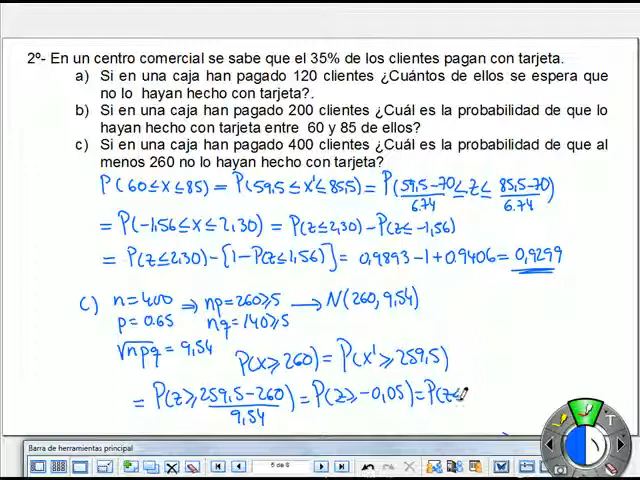 2º- En un centro comercial se sabe que el 35% de los clientes pagan con tarjeta.
a) Si en una caja han pagado 120 clientes ¿Cuántos de ellos se espera que
no lo hayan hecho con tarjeta?.
b) Si en una caja han pagado 200 clientes ¿Cuál es la probabilidad de que lo
hayan hecho con tarjeta entre 60 y 85 de ellos?
c) Si en una caja han pagado 400 clientes ¿Cuál es la probabilidad de que al
menos 260 no lo hayan hecho con tarjeta?
P(60≤x≤85) = P(59,5≤x'≤85,5) = P(59,5-70/6.74 ≤z≤ 85,5-70/6.74)
= P(-1,56≤x≤2,30) = P(z≤2,30) - P(z≤-1,56)
= P(z≤2,30) - [1-P(z≤1,56)] = 0,9893 - 1 + 0.9406 = 0,9299
C) n=400 ⇒ np=260≥5 → N(260, 9,54)
p=0.65 nq=140≥5
√npq = 9,54
P(x≥260) = P(x'≥259,5)
= P(z≥ 259,5-260/9,54) = P(z≥-0,05) = P(z≤
Barra de herramientas principal
5 de 8